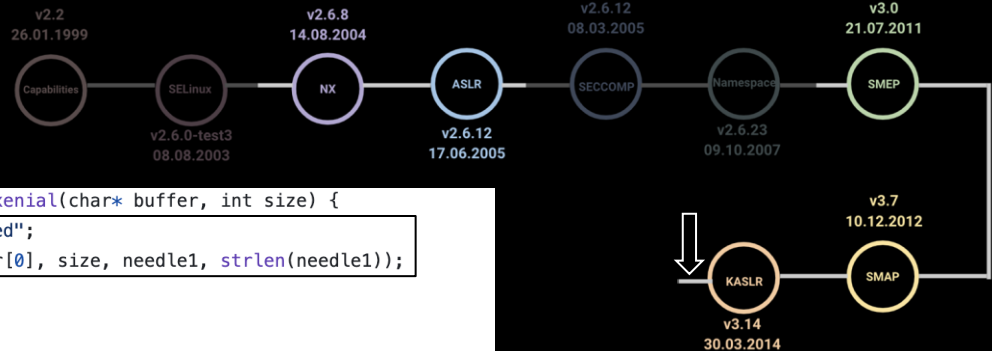 v2.2
26.01.1999
Capabilities
SELinux
v2.6.0-test3
08.08.2003
v2.6.8
14.08.2004
NX
ASLR
v2.6.12
17.06.2005
v2.6.12
08.03.2005
SECCOMP
Namespace
v2.6.23
09.10.2007
v3.0
21.07.2011
SMEP
v3.7
10.12.2012
SMAP
KASLR
v3.14
30.03.2014
xenial(char* buffer, int size) {
ed";
r[0], size, needle1, strlen(needle1));